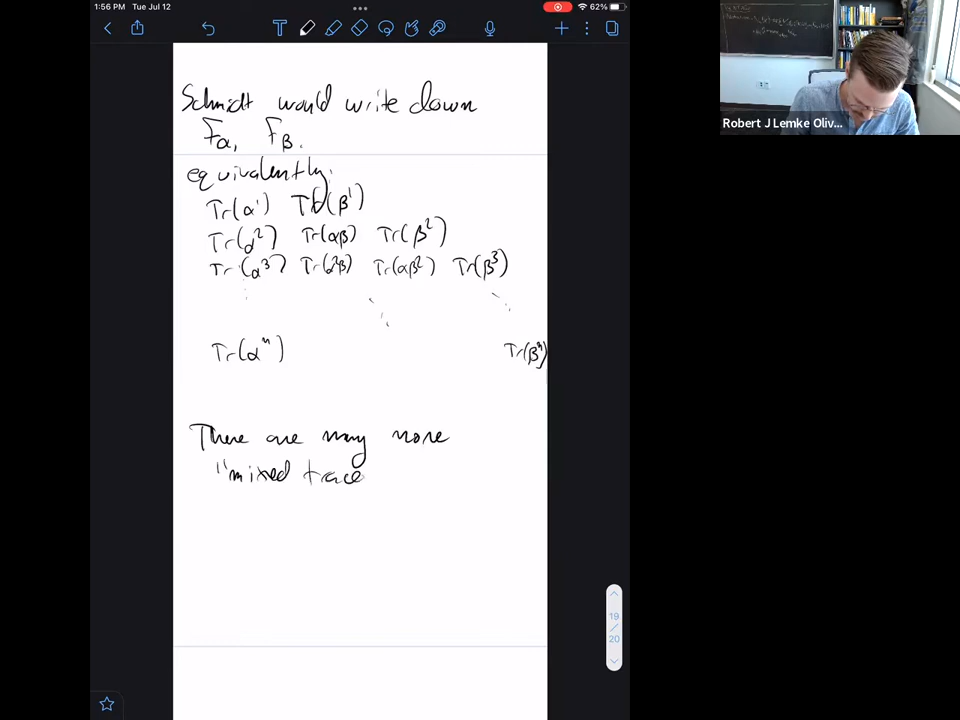 1:56 PM Tue Jul 12
62%
Schmidt would write down
Fα, Fβ.
equivalently:
Tr(α¹) Tr(β¹)
Tr(α²) Tr(αβ) Tr(β²)
Tr(α³) Tr(α²β) Tr(αβ²) Tr(β³)
Tr(αⁿ) Tr(βⁿ)
There are many more
"mixed trace
19
/
20
Robert J Lemke Oliv...